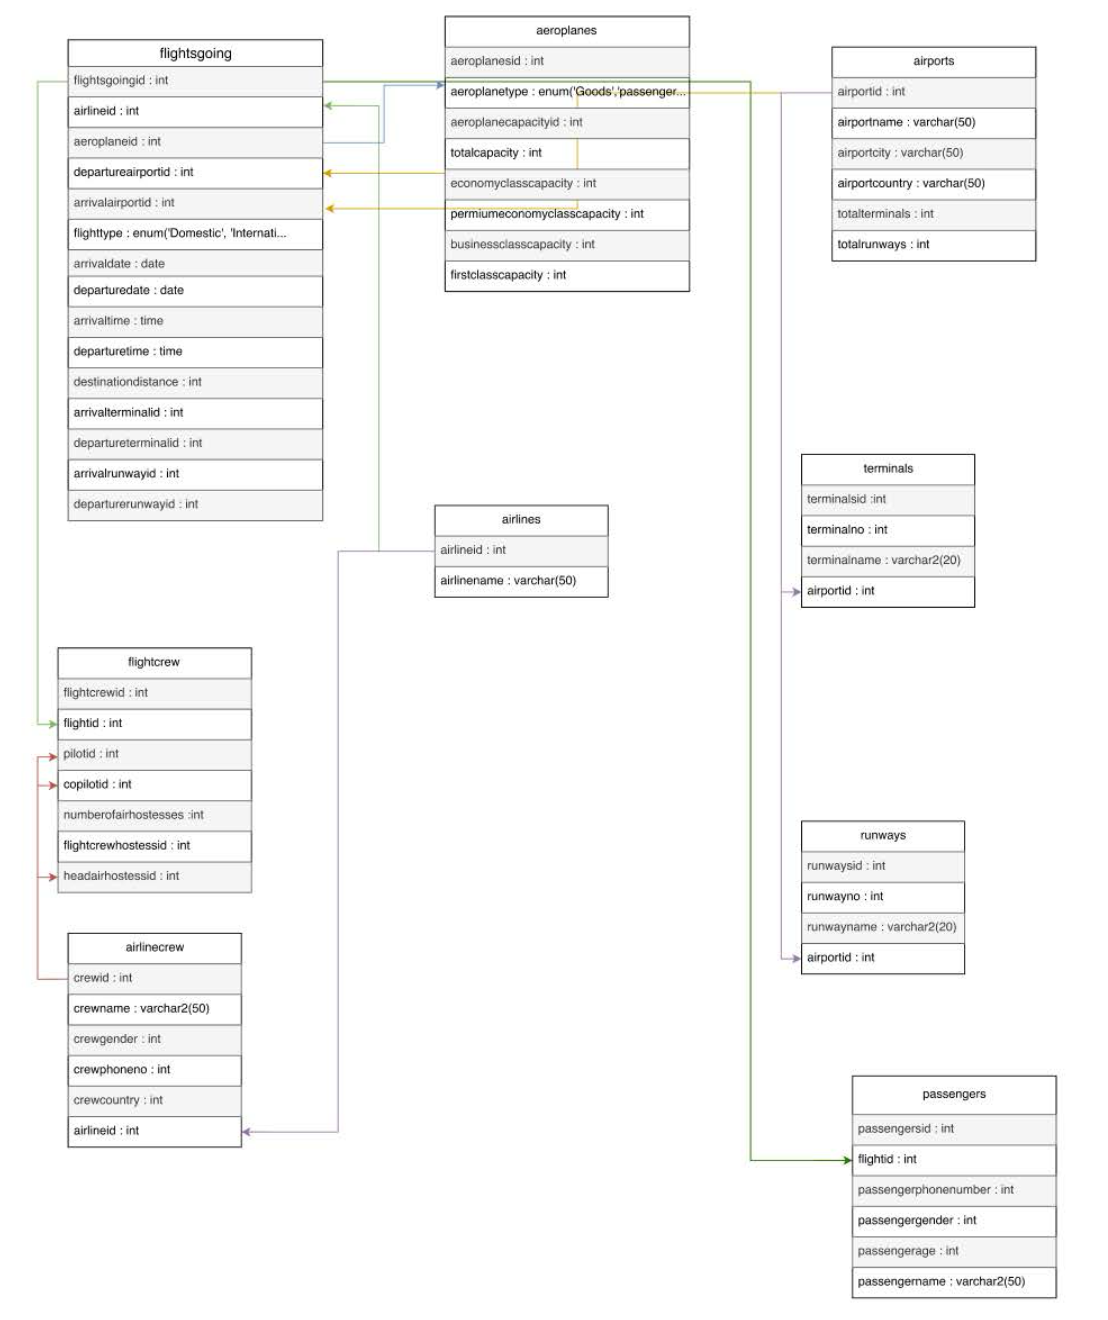 flightsgoing
flightsgoingid : int
airlineid : int
aeroplaneid : int
departureairportid : int
arrivalairportid : int
flighttype : enum('Domestic', 'Internati...
arrivaldate : date
departuredate : date
arrivaltime : time
departuretime : time
destinationdistance : int
arrivalterminalid : int
departureterminalid : int
arrivalrunwayid : int
departurerunwayid : int
aeroplanes
aeroplanesid : int
aeroplanetype : enum('Goods','passenger...
aeroplanecapacityid : int
totalcapacity : int
economyclasscapacity : int
permiumeconomyclasscapacity : int
businessclasscapacity : int
firstclasscapacity : int
airports
airportid : int
airportname : varchar(50)
airportcity : varchar(50)
airportcountry : varchar(50)
totalterminals : int
totalrunways : int
terminals
terminalsid :int
terminalno : int
terminalname : varchar2(20)
airportid : int
airlines
airlineid : int
airlinename : varchar(50)
flightcrew
flightcrewid : int
flightid : int
pilotid : int
copilotid : int
numberofairhostesses :int
flightcrewhostessid : int
headairhostessid : int
runways
runwaysid : int
runwayno : int
runwayname : varchar2(20)
airportid : int
airlinecrew
crewid : int
crewname : varchar2(50)
crewgender : int
crewphoneno : int
crewcountry : int
airlineid : int
passengers
passengersid : int
flightid : int
passengerphonenumber : int
passengergender : int
passengerage : int
passengername : varchar2(50)